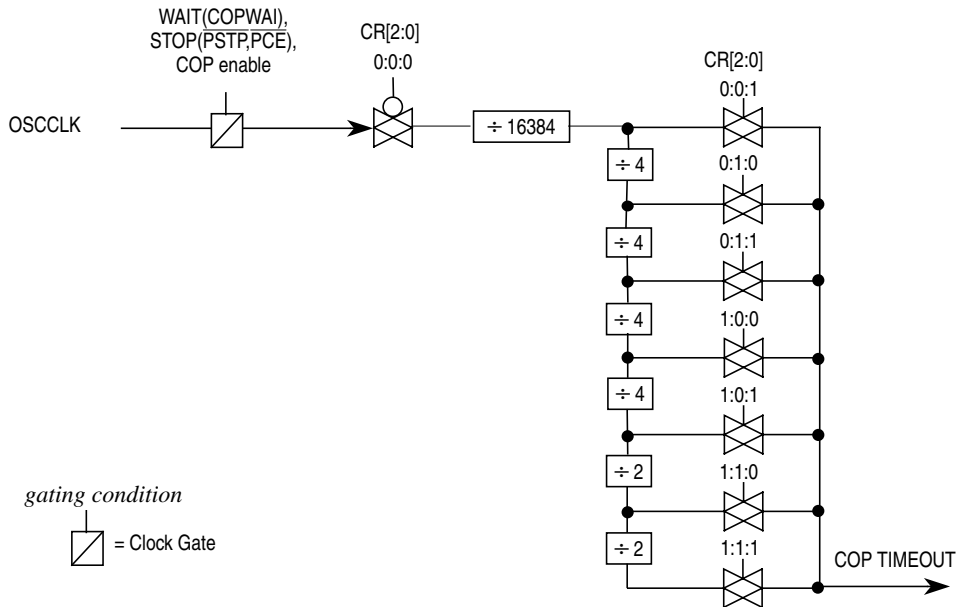 WAIT(COPWAI),
STOP(PSTP,PCE),
COP enable
CR[2:0]
0:0:0
CR[2:0]
0:0:1
OSCCLK
÷ 16384
÷ 4
0:1:0
÷ 4
0:1:1
÷ 4
1:0:0
÷ 4
1:0:1
÷ 2
1:1:0
÷ 2
1:1:1
gating condition
= Clock Gate
COP TIMEOUT